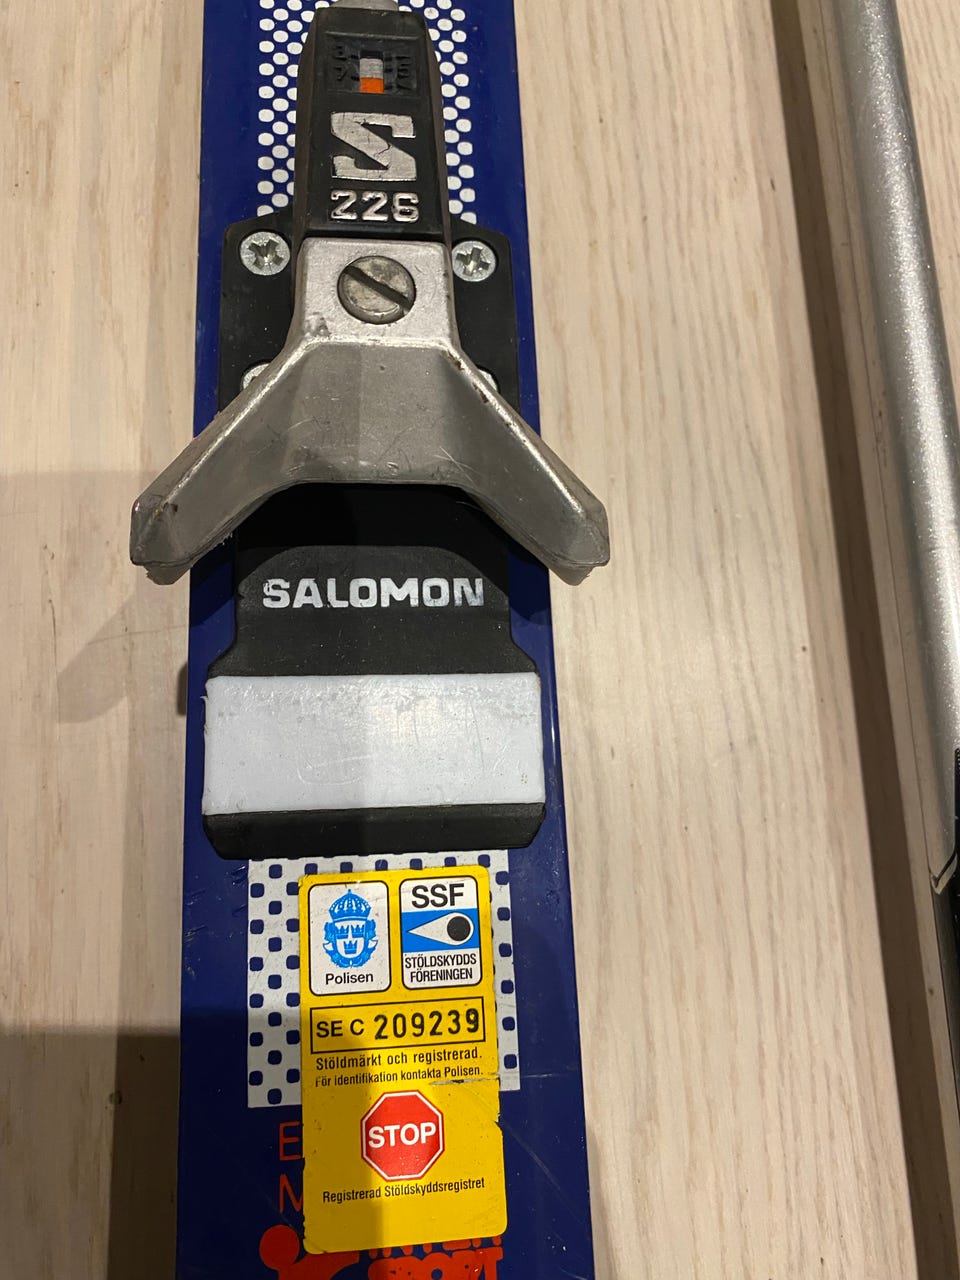 S
226
SALOMON
Polisen
SSF
STÖLDSKYDDS
FÖRENINGEN
SE C 209239
Stöldmärkt och registrerad.
För identifikation kontakta Polisen.
STOP
Registrerad Stöldskyddsregistret